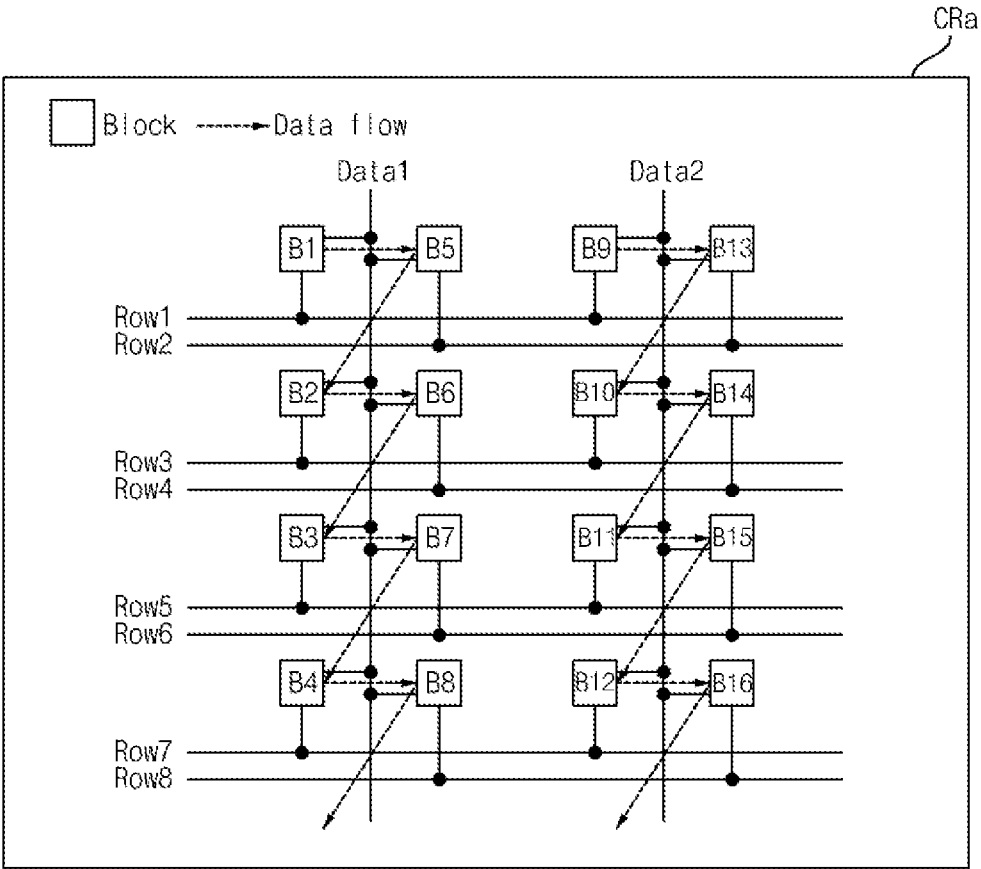 CRa
Block Data flow
Data1 Data2
B1 B5 B9 B13
Row1
Row2
B2 B6 B10 B14
Row3
Row4
B3 B7 B11 B15
Row5
Row6
B4 B8 B12 B16
Row7
Row8